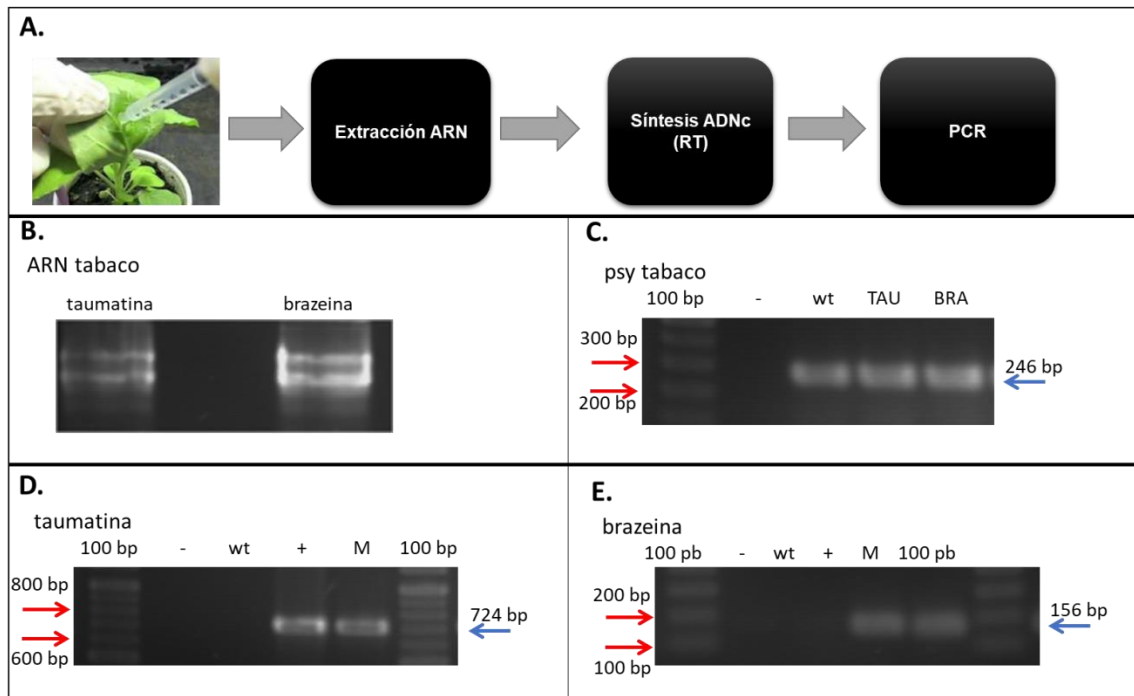 A.
Extracción ARN
Síntesis ADNc
(RT)
PCR
B.
ARN tabaco
taumatina
brazeina
C.
psy tabaco
100 bp - wt TAU BRA
300 bp
200 bp
246 bp
D.
taumatina
100 bp - wt + M 100 bp
800 bp
600 bp
724 bp
E.
brazeina
100 pb - wt + M 100 pb
200 bp
100 bp
156 bp